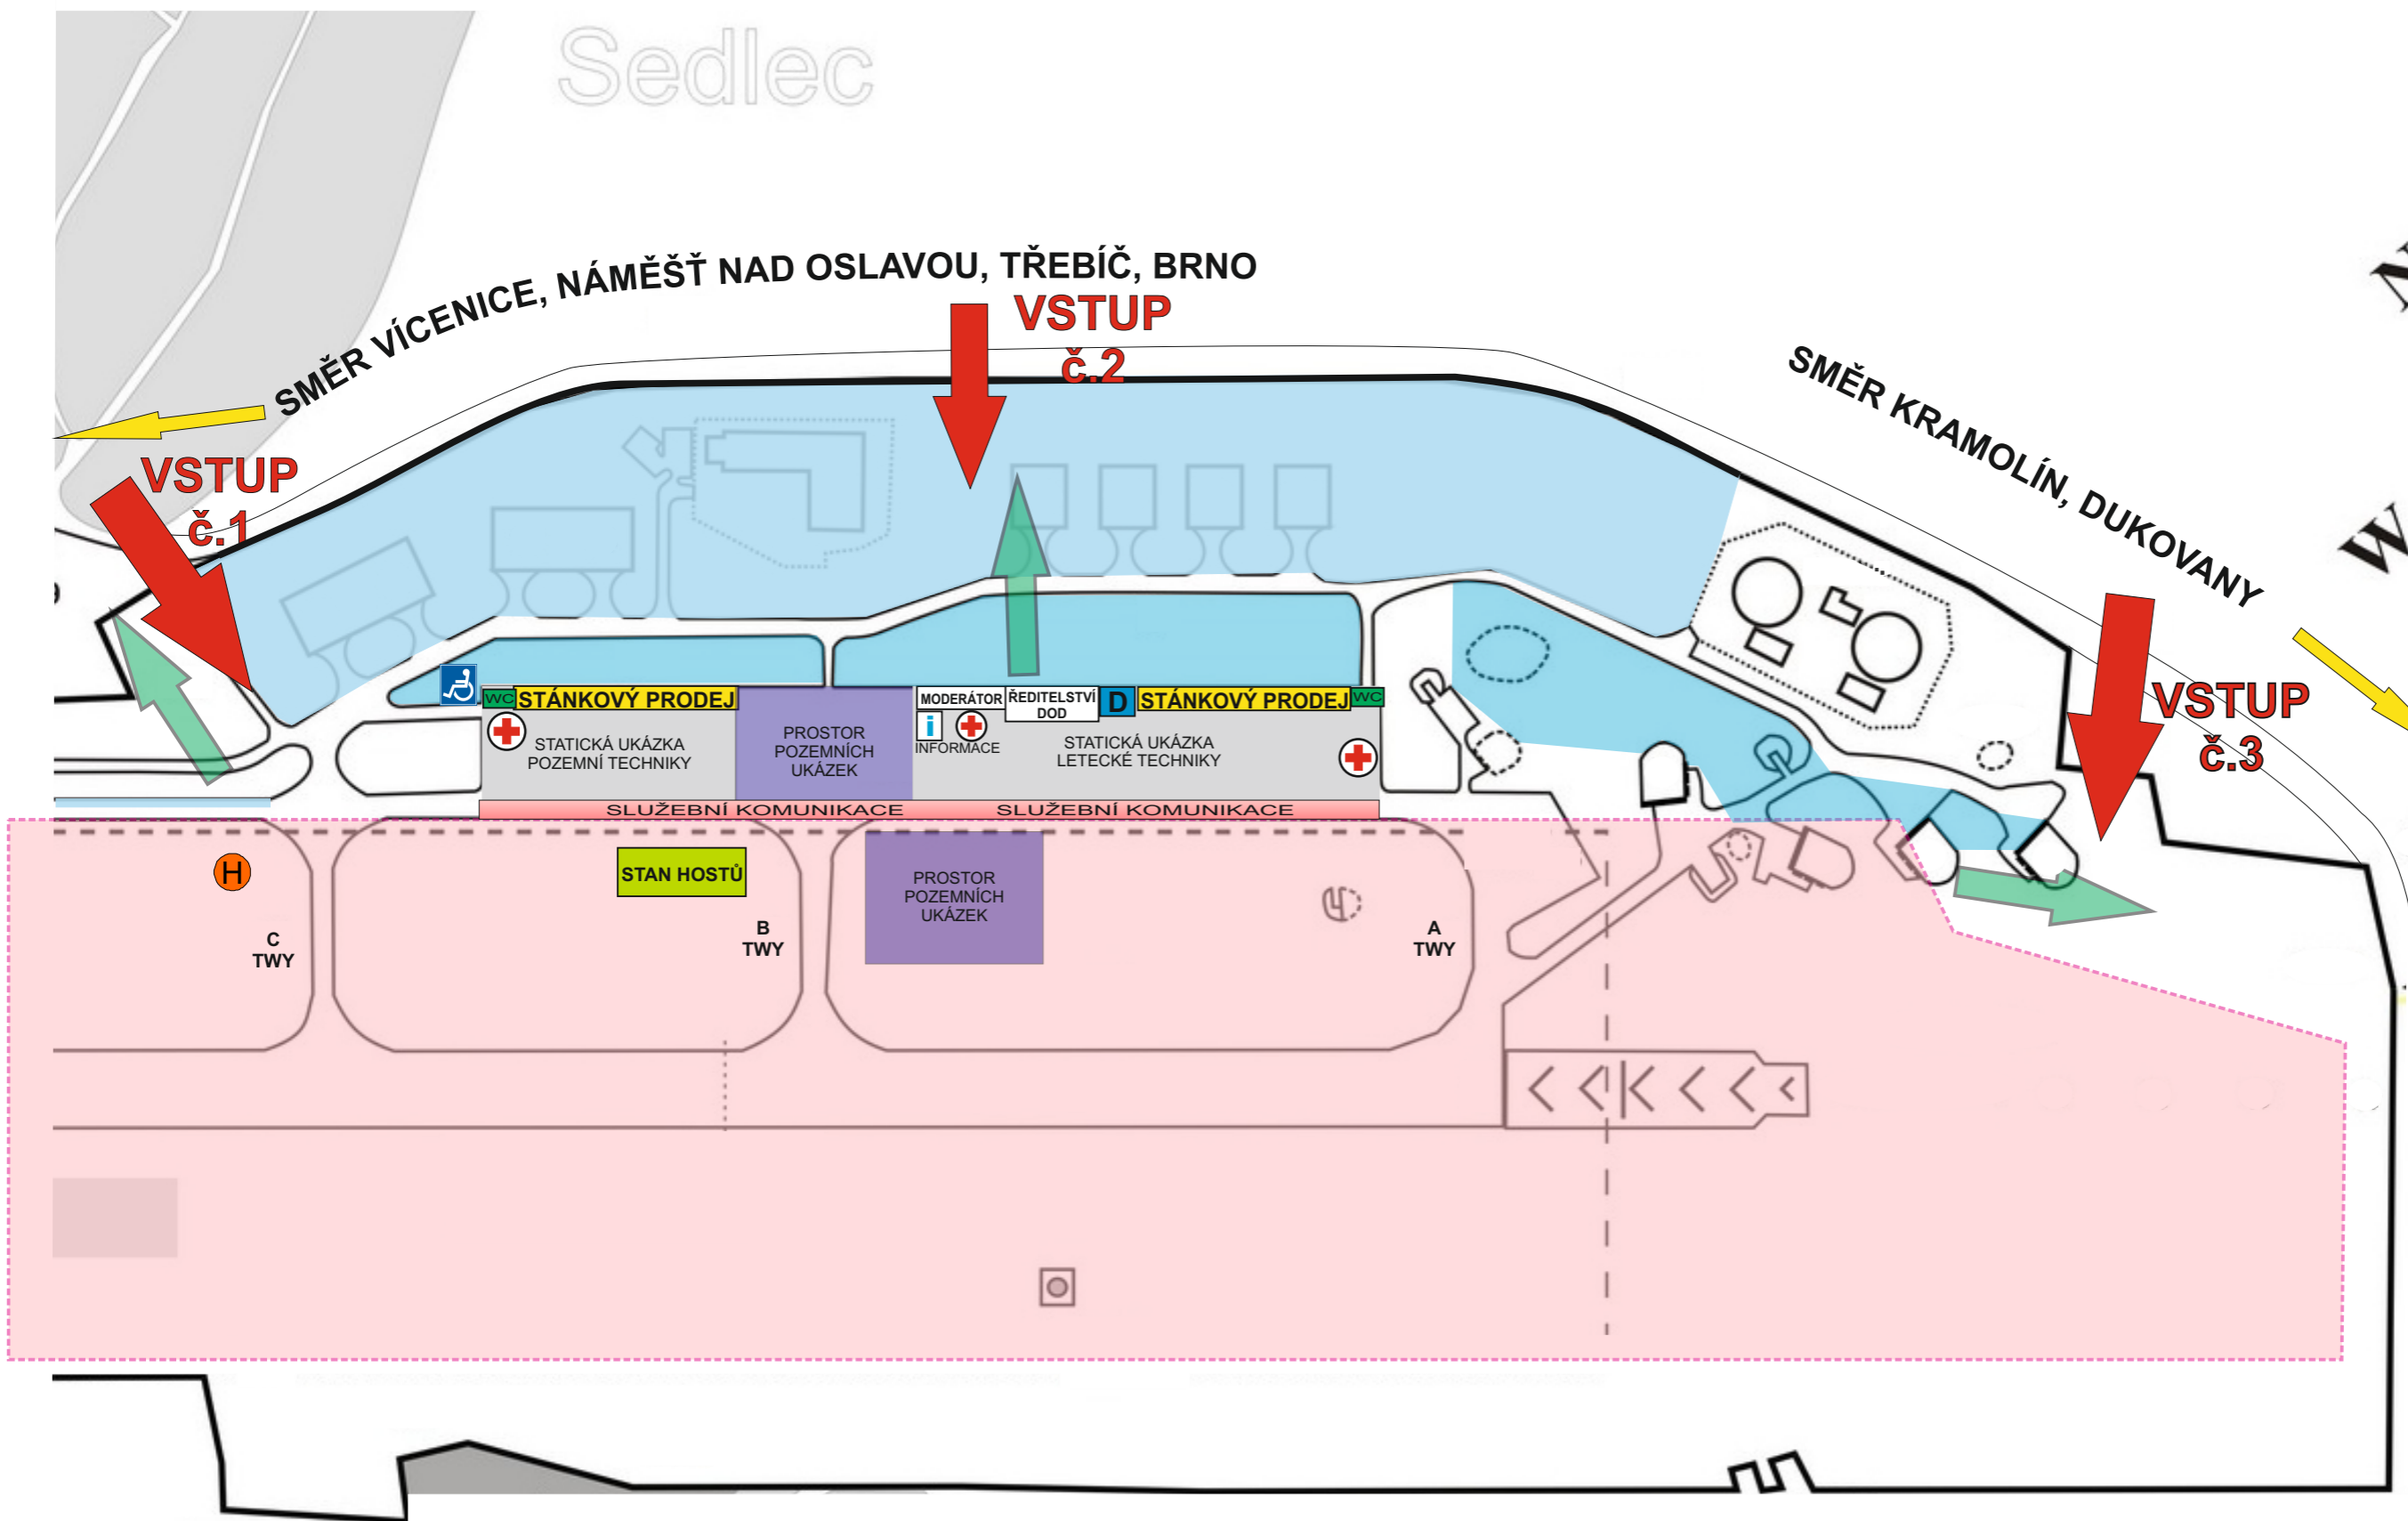 Sedlec
SMĚR VÍCENICE, NÁMĚŠŤ NAD OSLAVOU, TŘEBÍČ, BRNO
VSTUP
č.2
SMĚR KRAMOLÍN, DUKOVANY
N
W
VSTUP
č.1
VSTUP
č.3
WC
STÁNKOVÝ PRODEJ
MODERÁTOR
ŘEDITELSTVÍ
DOD
D
STÁNKOVÝ PRODEJ
WC
STATICKÁ UKÁZKA
POZEMNÍ TECHNIKY
PROSTOR
POZEMNÍCH
UKÁZEK
i
INFORMACE
STATICKÁ UKÁZKA
LETECKÉ TECHNIKY
SLUŽEBNÍ KOMUNIKACE
SLUŽEBNÍ KOMUNIKACE
H
STAN HOSTŮ
PROSTOR
POZEMNÍCH
UKÁZEK
C
TWY
B
TWY
A
TWY